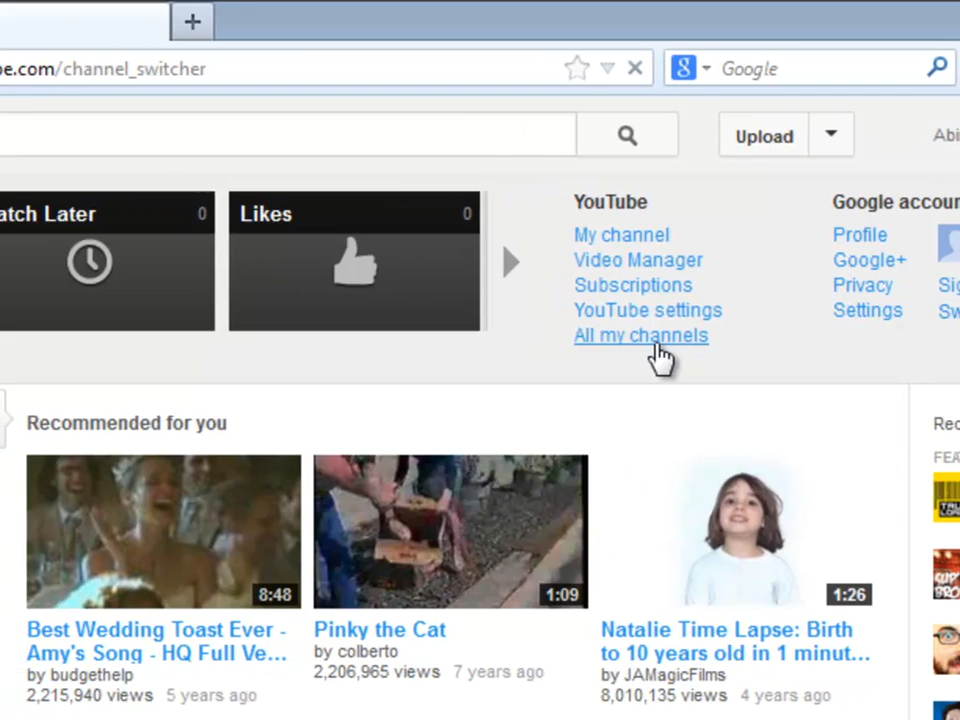 +
be.com/channel_switcher
8 Google
Upload
Abi
atch Later 0
Likes 0
YouTube
My channel
Video Manager
Subscriptions
YouTube settings
All my channels
Google accoun
Profile
Google+
Privacy
Settings
Sig
Sw
Recommended for you
8:48
1:09
1:26
Best Wedding Toast Ever -
Amy's Song - HQ Full Ve...
by budgethelp
2,215,940 views 5 years ago
Pinky the Cat
by colberto
2,206,965 views 7 years ago
Natalie Time Lapse: Birth
to 10 years old in 1 minut...
by JAMagicFilms
8,010,135 views 4 years ago
Rec
FEA